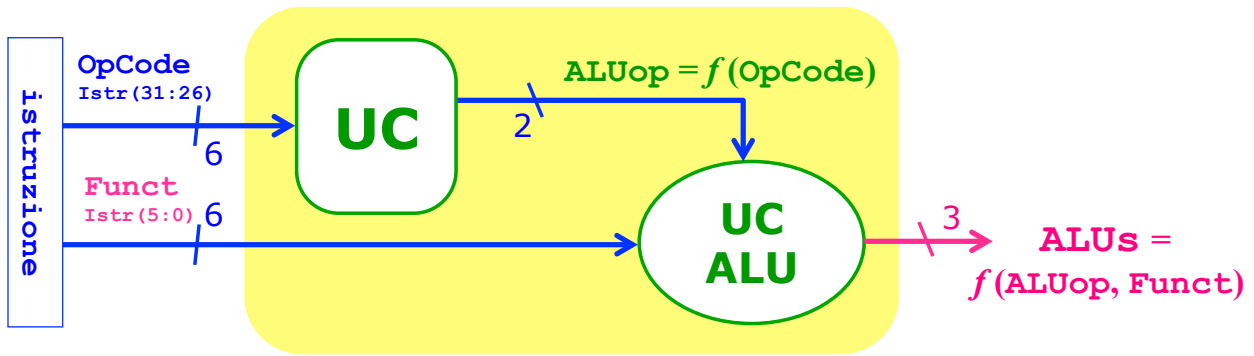 istruzione
OpCode
Istr(31:26)
6
UC
2
ALUop = f (OpCode)
Funct
Istr(5:0)
6
UC
ALU
3
ALUs =
f (ALUop, Funct)